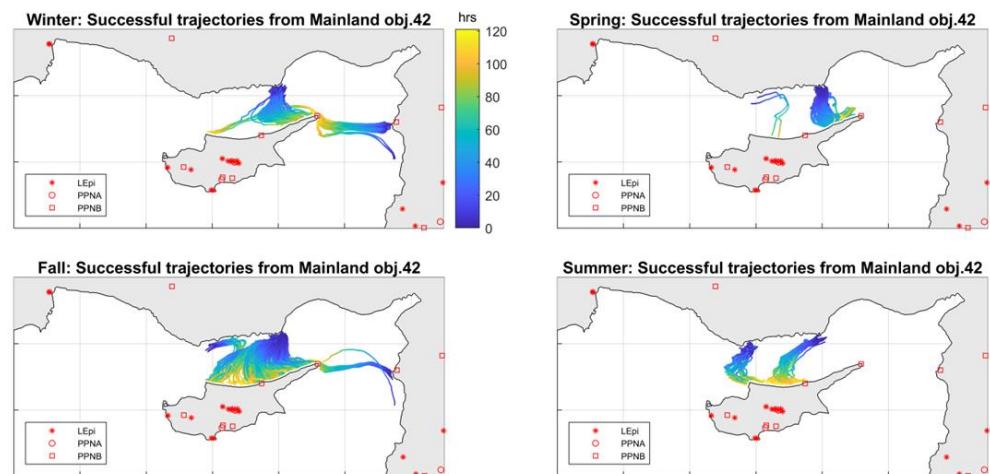 Winter: Successful trajectories from Mainland obj.42
hrs
120
100
80
60
40
20
0
LEpi
PPNA
PPNB
Spring: Successful trajectories from Mainland obj.42
LEpi
PPNA
PPNB
Fall: Successful trajectories from Mainland obj.42
LEpi
PPNA
PPNB
Summer: Successful trajectories from Mainland obj.42
LEpi
PPNA
PPNB